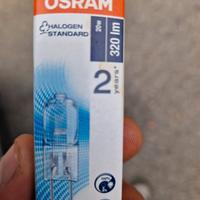 OSRAM
HALOGEN
STANDARD
20w
320 lm
2
years*